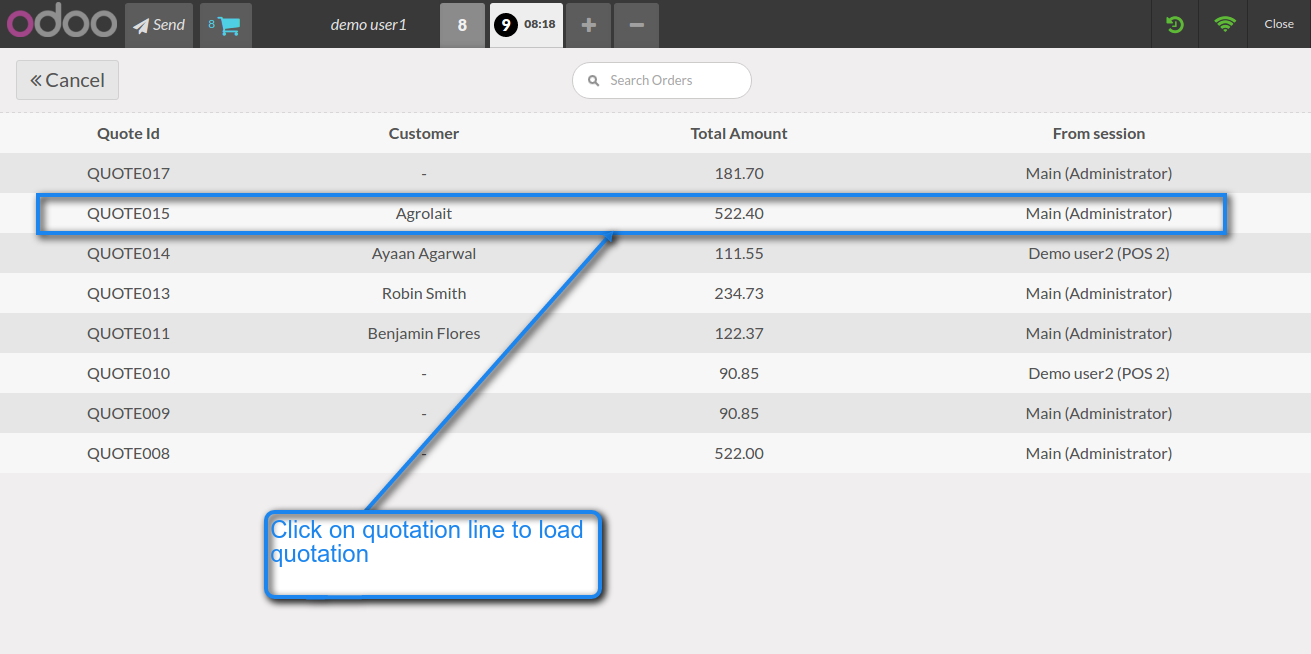 odoo Send 8 demo user1 8 9 08:18 + − Close
« Cancel Search Orders
Quote Id Customer Total Amount From session
QUOTE017 - 181.70 Main (Administrator)
QUOTE015 Agrolait 522.40 Main (Administrator)
QUOTE014 Ayaan Agarwal 111.55 Demo user2 (POS 2)
QUOTE013 Robin Smith 234.73 Main (Administrator)
QUOTE011 Benjamin Flores 122.37 Main (Administrator)
QUOTE010 - 90.85 Demo user2 (POS 2)
QUOTE009 - 90.85 Main (Administrator)
QUOTE008 - 522.00 Main (Administrator)
Click on quotation line to load
quotation